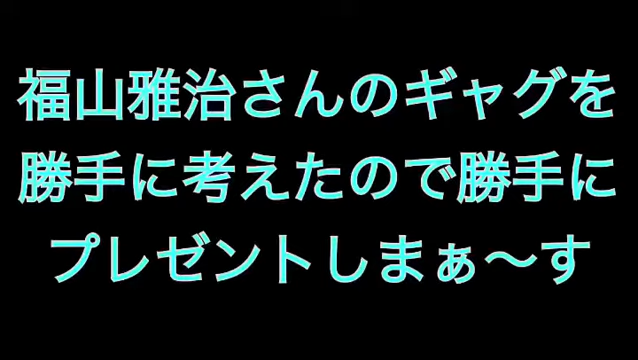 福山雅治さんのギャグを
勝手に考えたので勝手に
プレゼントしまぁ〜す